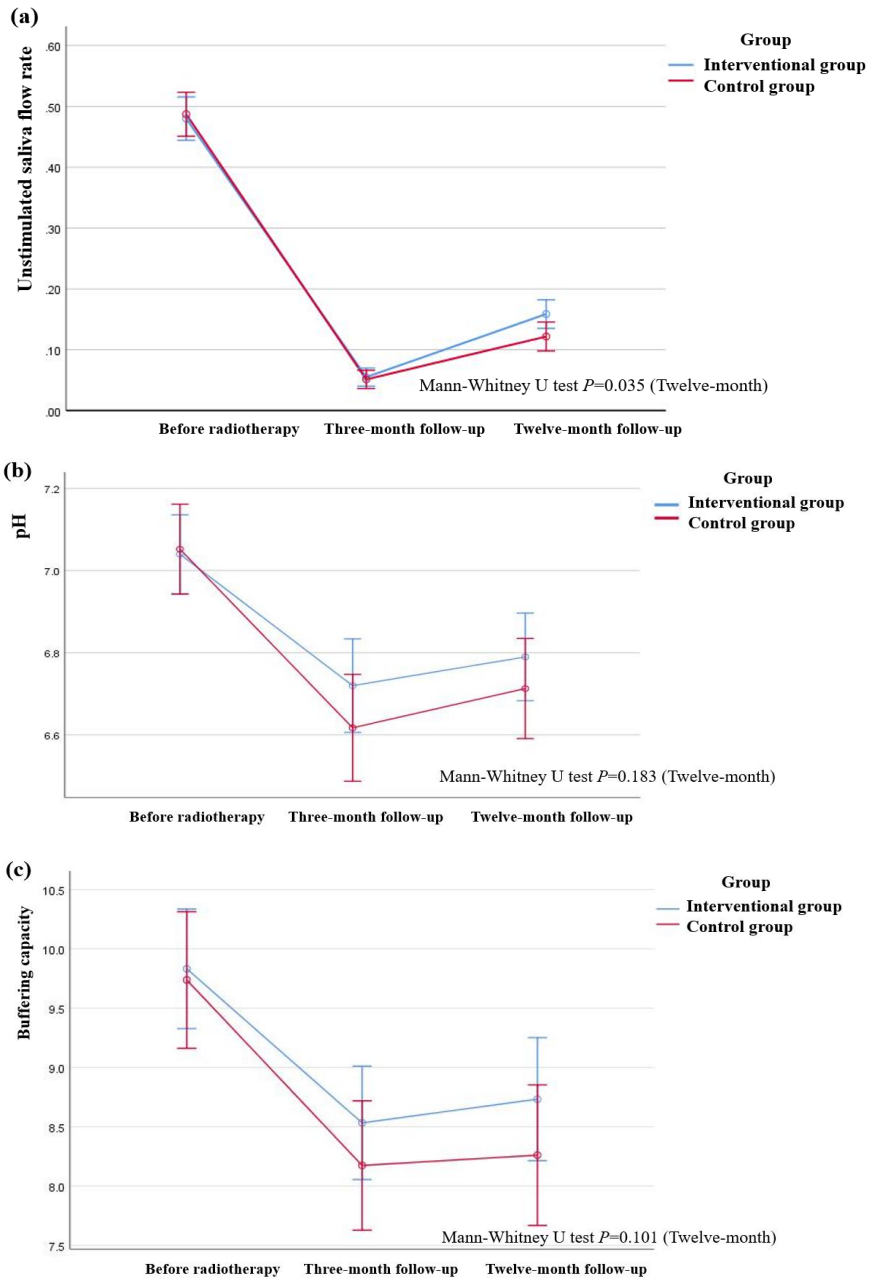 (a)
Unstimulated saliva flow rate
.60
.50
.40
.30
.20
.10
.00
Group
Interventional group
Control group
Mann-Whitney U test P=0.035 (Twelve-month)
Before radiotherapy Three-month follow-up Twelve-month follow-up
(b)
pH
7.2
7.0
6.8
6.6
Group
Interventional group
Control group
Mann-Whitney U test P=0.183 (Twelve-month)
Before radiotherapy Three-month follow-up Twelve-month follow-up
(c)
Buffering capacity
10.5
10.0
9.5
9.0
8.5
8.0
7.5
Group
Interventional group
Control group
Mann-Whitney U test P=0.101 (Twelve-month)
Before radiotherapy Three-month follow-up Twelve-month follow-up